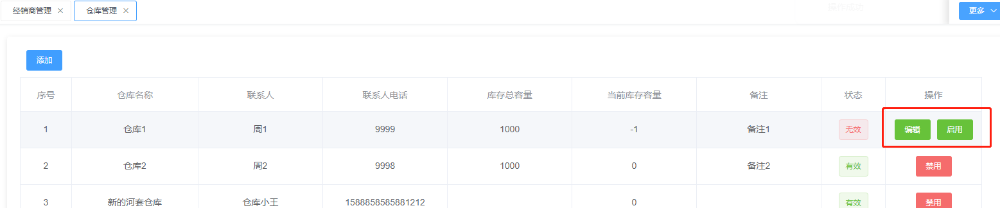 经销商管理 × 仓库管理 × 操作成功 更多
添加
序号 仓库名称 联系人 联系人电话 库存总容量 当前库存容量 备注 状态 操作
1 仓库1 周1 9999 1000 -1 备注1 无效 编辑 启用
2 仓库2 周2 9998 1000 0 备注2 有效 禁用
3 新的河套仓库 仓库小王 1588858585881212 0 有效 禁用